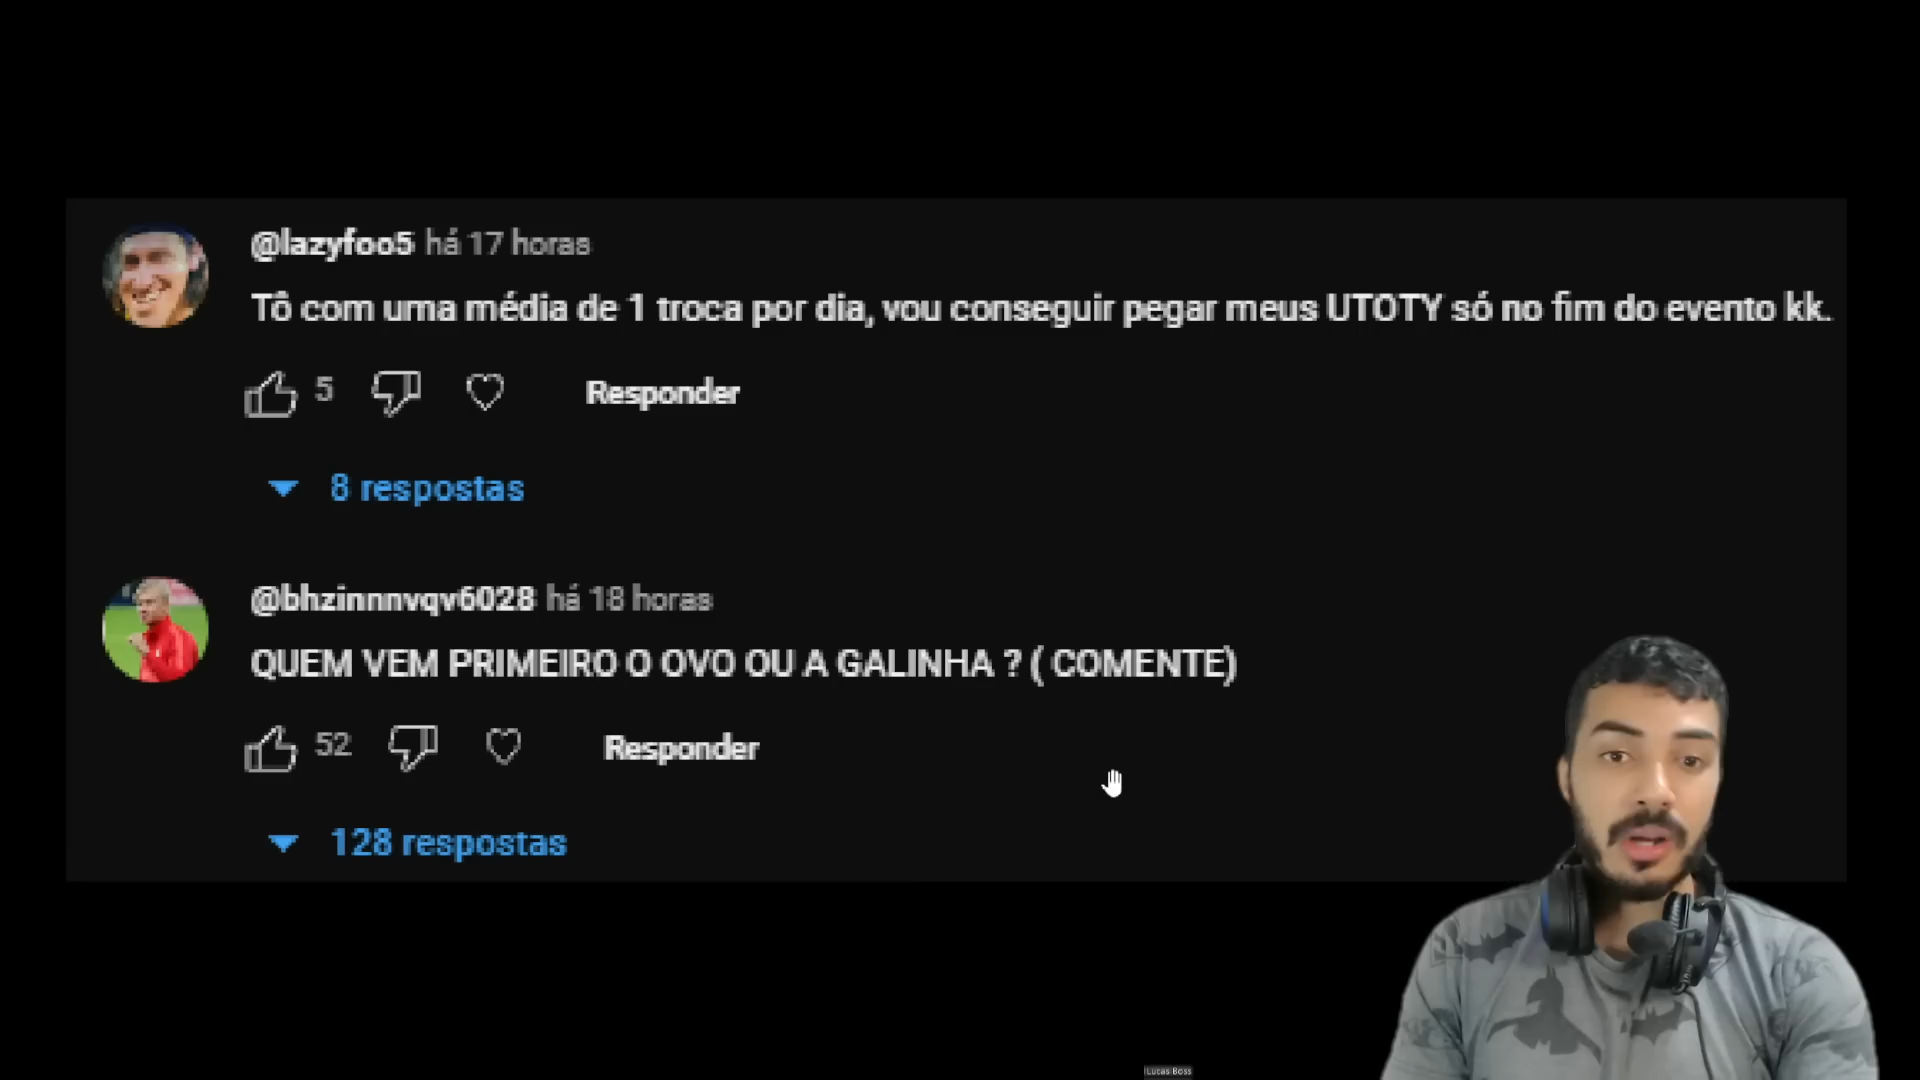 @lazyfoo5 há 17 horas
Tô com uma média de 1 troca por dia, vou conseguir pegar meus UTOTY só no fim do evento kk.
5 Responder
8 respostas
@bhzinnnvqv6028 há 18 horas
QUEM VEM PRIMEIRO O OVO OU A GALINHA ? ( COMENTE)
52 Responder
128 respostas
Lucas Boss